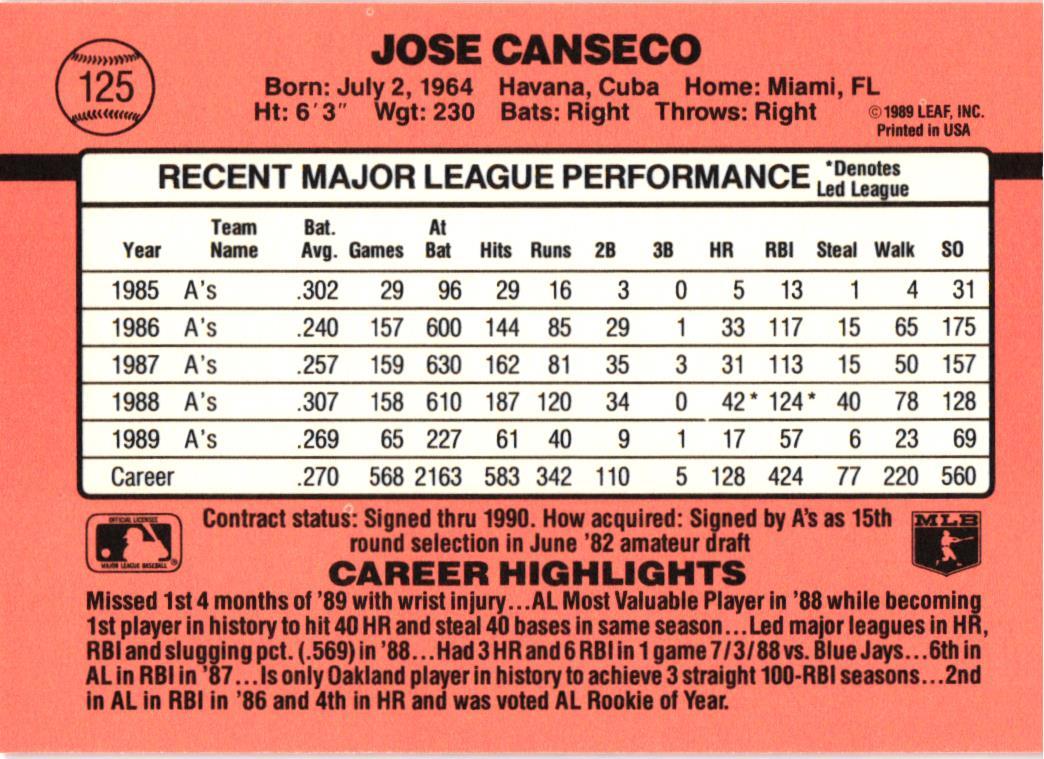 JOSE CANSECO
125
Born: July 2, 1964 Havana, Cuba Home: Miami, FL
Ht: 6'3" Wgt: 230 Bats: Right Throws: Right
©1989 LEAF, INC.
Printed in USA
RECENT MAJOR LEAGUE PERFORMANCE *Denotes Led League
Year Team Name Bat. Avg. Games At Bat Hits Runs 2B 3B HR RBI Steal Walk SO
1985 A's .302 29 96 29 16 3 0 5 13 1 4 31
1986 A's .240 157 600 144 85 29 1 33 117 15 65 175
1987 A's .257 159 630 162 81 35 3 31 113 15 50 157
1988 A's .307 158 610 187 120 34 0 42* 124* 40 78 128
1989 A's .269 65 227 61 40 9 1 17 57 6 23 69
Career .270 568 2163 583 342 110 5 128 424 77 220 560
OFFICIAL LICENSEE
MAJOR LEAGUE BASEBALL ®
Contract status: Signed thru 1990. How acquired: Signed by A's as 15th
round selection in June '82 amateur draft
MLB
CAREER HIGHLIGHTS
Missed 1st 4 months of '89 with wrist injury...AL Most Valuable Player in '88 while becoming
1st player in history to hit 40 HR and steal 40 bases in same season...Led major leagues in HR,
RBI and slugging pct. (.569) in '88...Had 3 HR and 6 RBI in 1 game 7/3/88 vs. Blue Jays...6th in
AL in RBI in '87...Is only Oakland player in history to achieve 3 straight 100-RBI seasons...2nd
in AL in RBI in '86 and 4th in HR and was voted AL Rookie of Year.